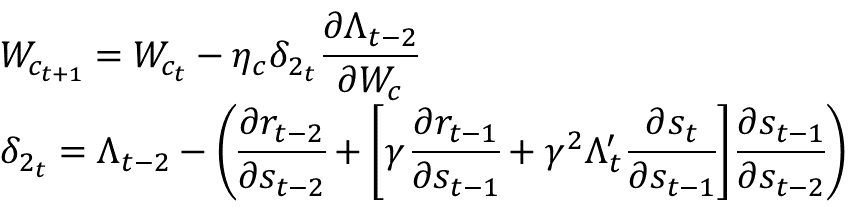 W_{c_{t+1}} = W_{c_t} − η_c δ_{2_t} ∂Λ_{t−2}/∂W_c
δ_{2_t} = Λ_{t−2} − (∂r_{t−2}/∂s_{t−2} + [γ ∂r_{t−1}/∂s_{t−1} + γ² Λ′_t ∂s_t/∂s_{t−1}] ∂s_{t−1}/∂s_{t−2})